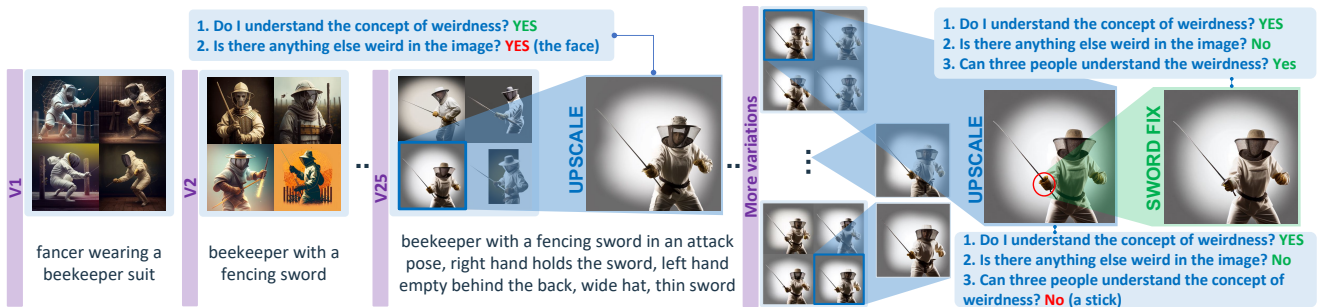 1. Do I understand the concept of weirdness? YES
2. Is there anything else weird in the image? YES (the face)
V1
fancer wearing a
beekeeper suit
V2
beekeeper with a
fencing sword
..
V25
beekeeper with a fencing sword in an attack
pose, right hand holds the sword, left hand
empty behind the back, wide hat, thin sword
UPSCALE
..
More variations
⋮
UPSCALE
1. Do I understand the concept of weirdness? YES
2. Is there anything else weird in the image? No
3. Can three people understand the weirdness? Yes
SWORD FIX
1. Do I understand the concept of weirdness? YES
2. Is there anything else weird in the image? No
3. Can three people understand the concept of
weirdness? No (a stick)